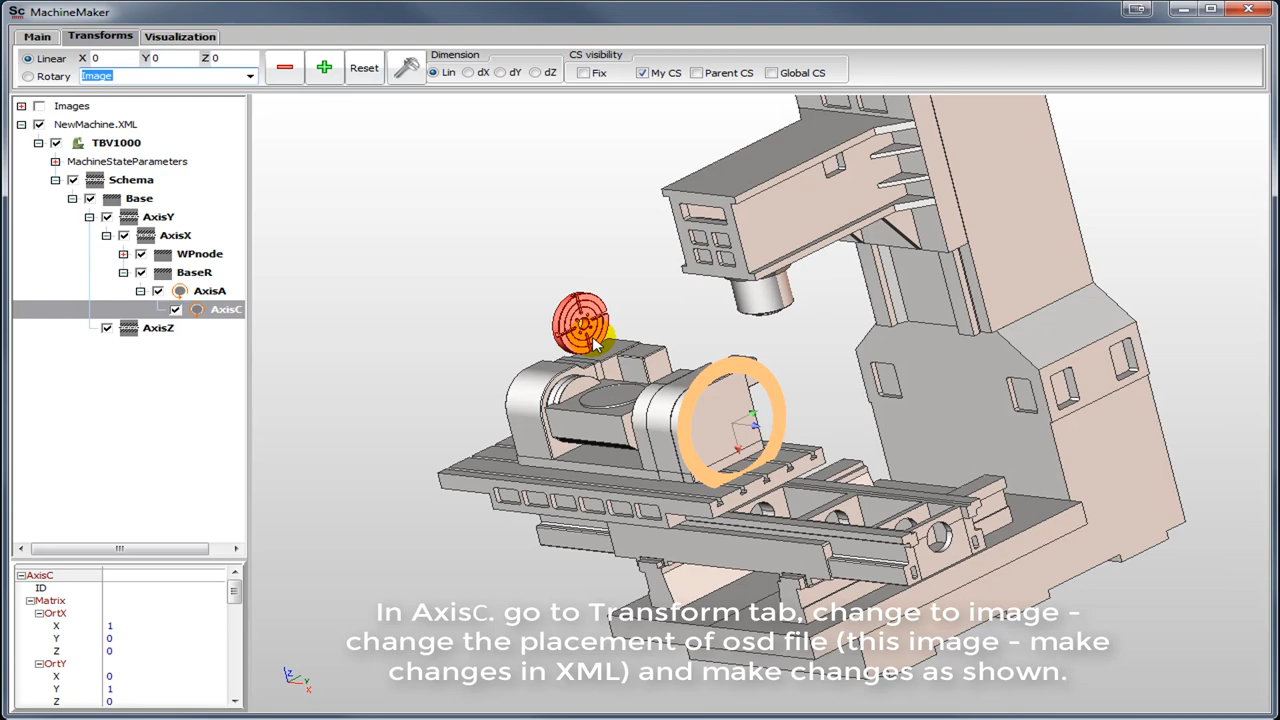 MachineMaker
Main Transforms Visualization
Linear X 0 Y 0 Z 0
Rotary Image
Reset
Dimension
Lin dX dY dZ
CS visibility
Fix My CS Parent CS Global CS
Images
NewMachine.XML
TBV1000
MachineStateParameters
Schema
Base
AxisY
AxisX
WPnode
BaseR
AxisA
AxisC
AxisZ
AxisC
ID
Matrix
OrtX
X 1
Y 0
Z 0
OrtY
X 0
Y 1
Z 0
Z
Y
X
In AxisC. go to Transform tab, change to image -
change the placement of osd file (this image - make
changes in XML) and make changes as shown.